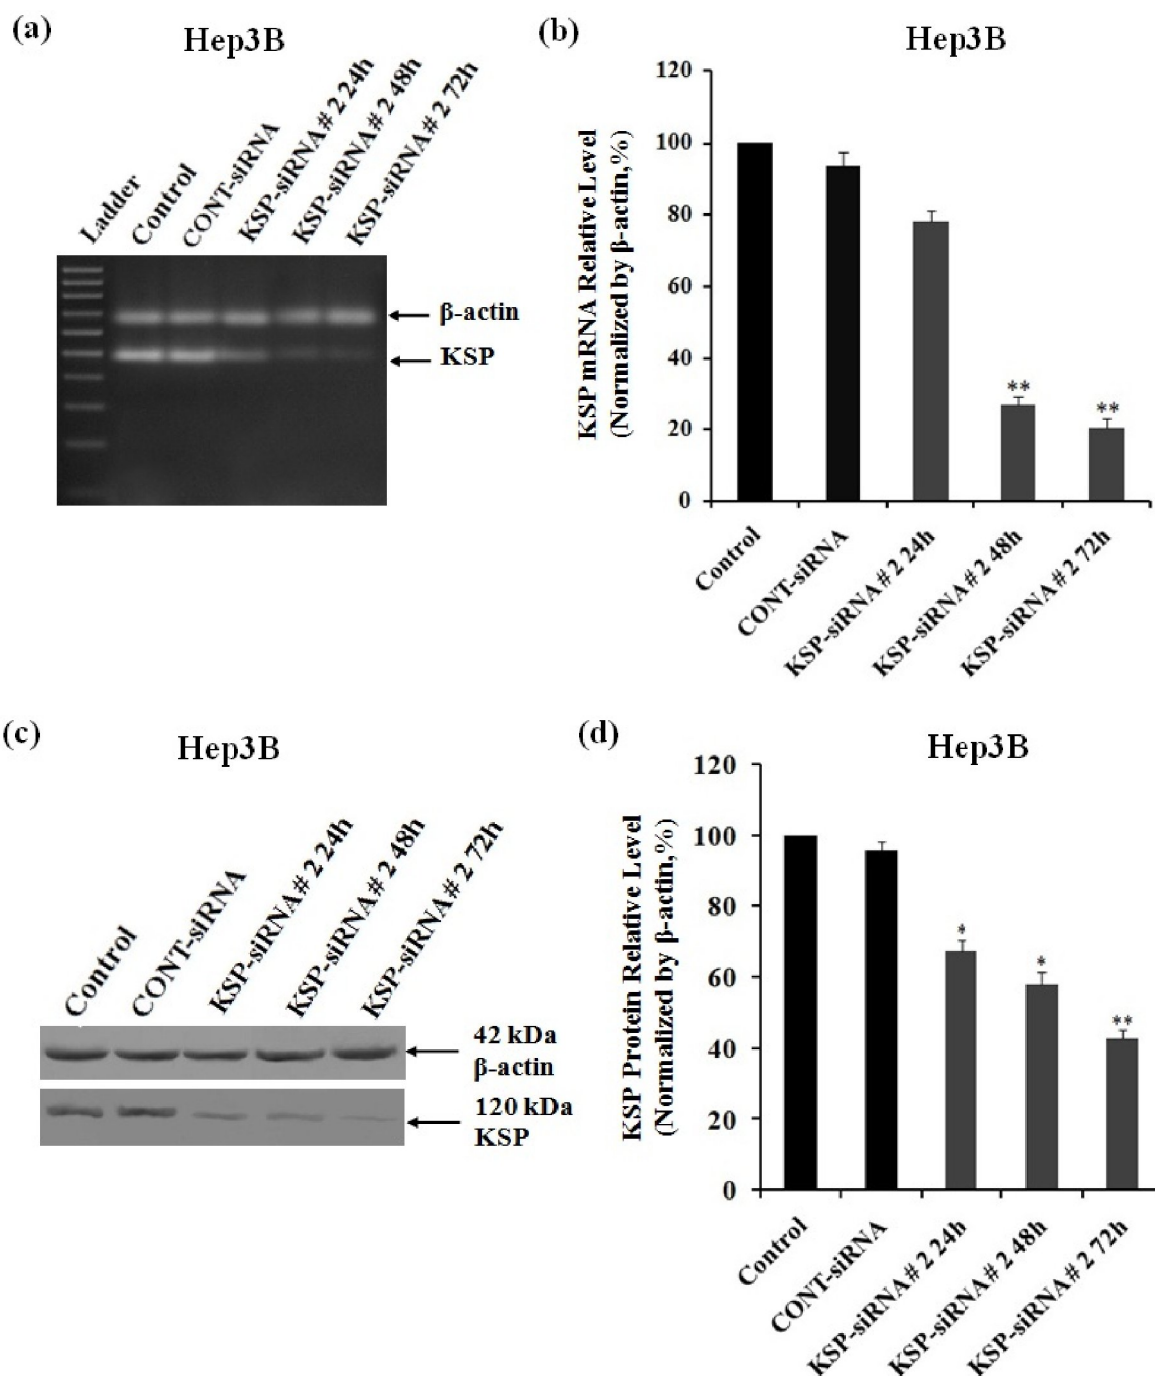 (a)
Hep3B
Ladder
Control
CONT-siRNA
KSP-siRNA# 2 24h
KSP-siRNA# 2 48h
KSP-siRNA# 2 72h
β-actin
KSP
(b)
Hep3B
KSP mRNA Relative Level
(Normalized by β-actin,%)
120
100
80
60
40
20
0
**
**
Control
CONT-siRNA
KSP-siRNA# 2 24h
KSP-siRNA# 2 48h
KSP-siRNA# 2 72h
(c)
Hep3B
Control
CONT-siRNA
KSP-siRNA# 2 24h
KSP-siRNA# 2 48h
KSP-siRNA# 2 72h
42 kDa
β-actin
120 kDa
KSP
(d)
Hep3B
KSP Protein Relative Level
(Normalized by β-actin,%)
120
100
80
60
40
20
0
*
*
**
Control
CONT-siRNA
KSP-siRNA# 2 24h
KSP-siRNA# 2 48h
KSP-siRNA# 2 72h